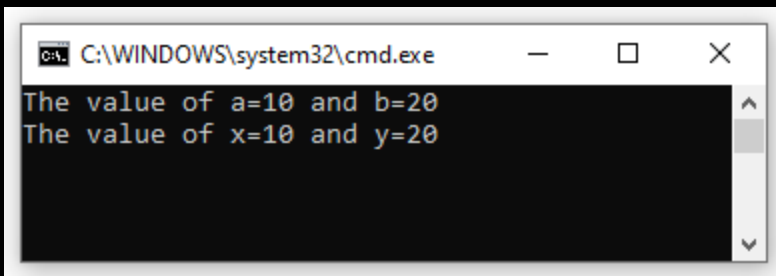 C:\WINDOWS\system32\cmd.exe
The value of a=10 and b=20
The value of x=10 and y=20